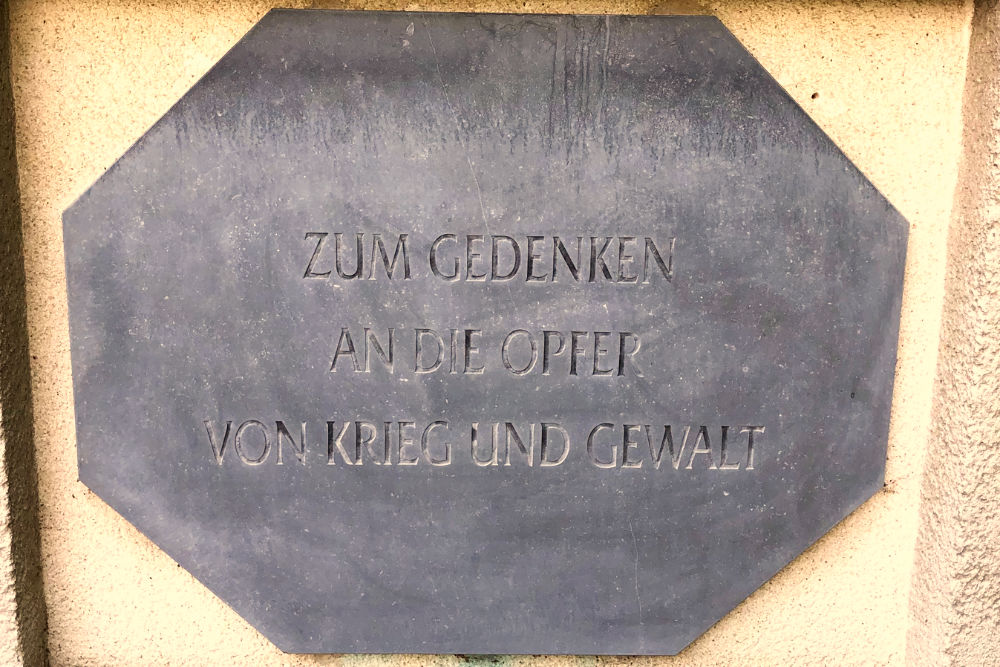 ZUM GEDENKEN
AN DIE OPFER
VON KRIEG UND GEWALT